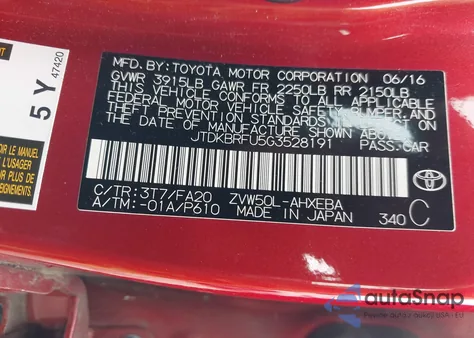 MFD. BY: TOYOTA MOTOR CORPORATION 06/16
GVWR 3915LB GAWR FR 2250LB RR 2150LB
THIS VEHICLE CONFORMS TO ALL APPLICABLE
FEDERAL MOTOR VEHICLE SAFETY, BUMPER, AND
THEFT PREVENTION STANDARDS IN EFFECT ON
THE DATE OF MANUFACTURE SHOWN ABOVE.
JTDKBRFU5G3528191 PASS.CAR
C/TR:3T7/FA20 ZVW50L-AHXEBA
A/TM:-01A/P610 MADE IN JAPAN 340 C
TOYOTA
5 Y
47420
LE MANUEL
L'USAGER
autoSnap